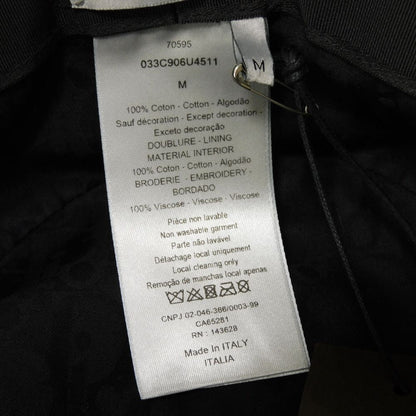 70595
033C906U4511
M
M
100% Coton - Cotton - Algodão
Sauf décoration - Except decoration -
Exceto decoração
DOUBLURE - LINING
MATERIAL INTERIOR
100% Coton - Cotton - Algodão
BRODERIE - EMBROIDERY -
BORDADO
100% Viscose - Viscose - Viscose
Pièce non lavable
Non washable garment
Parte não lavável
Détachage local uniquement
Local cleaning only
Remoção de manchas local apenas
CNPJ 02-046-366/0003-99
CA65281
RN : 143628
Made In ITALY
ITALIA